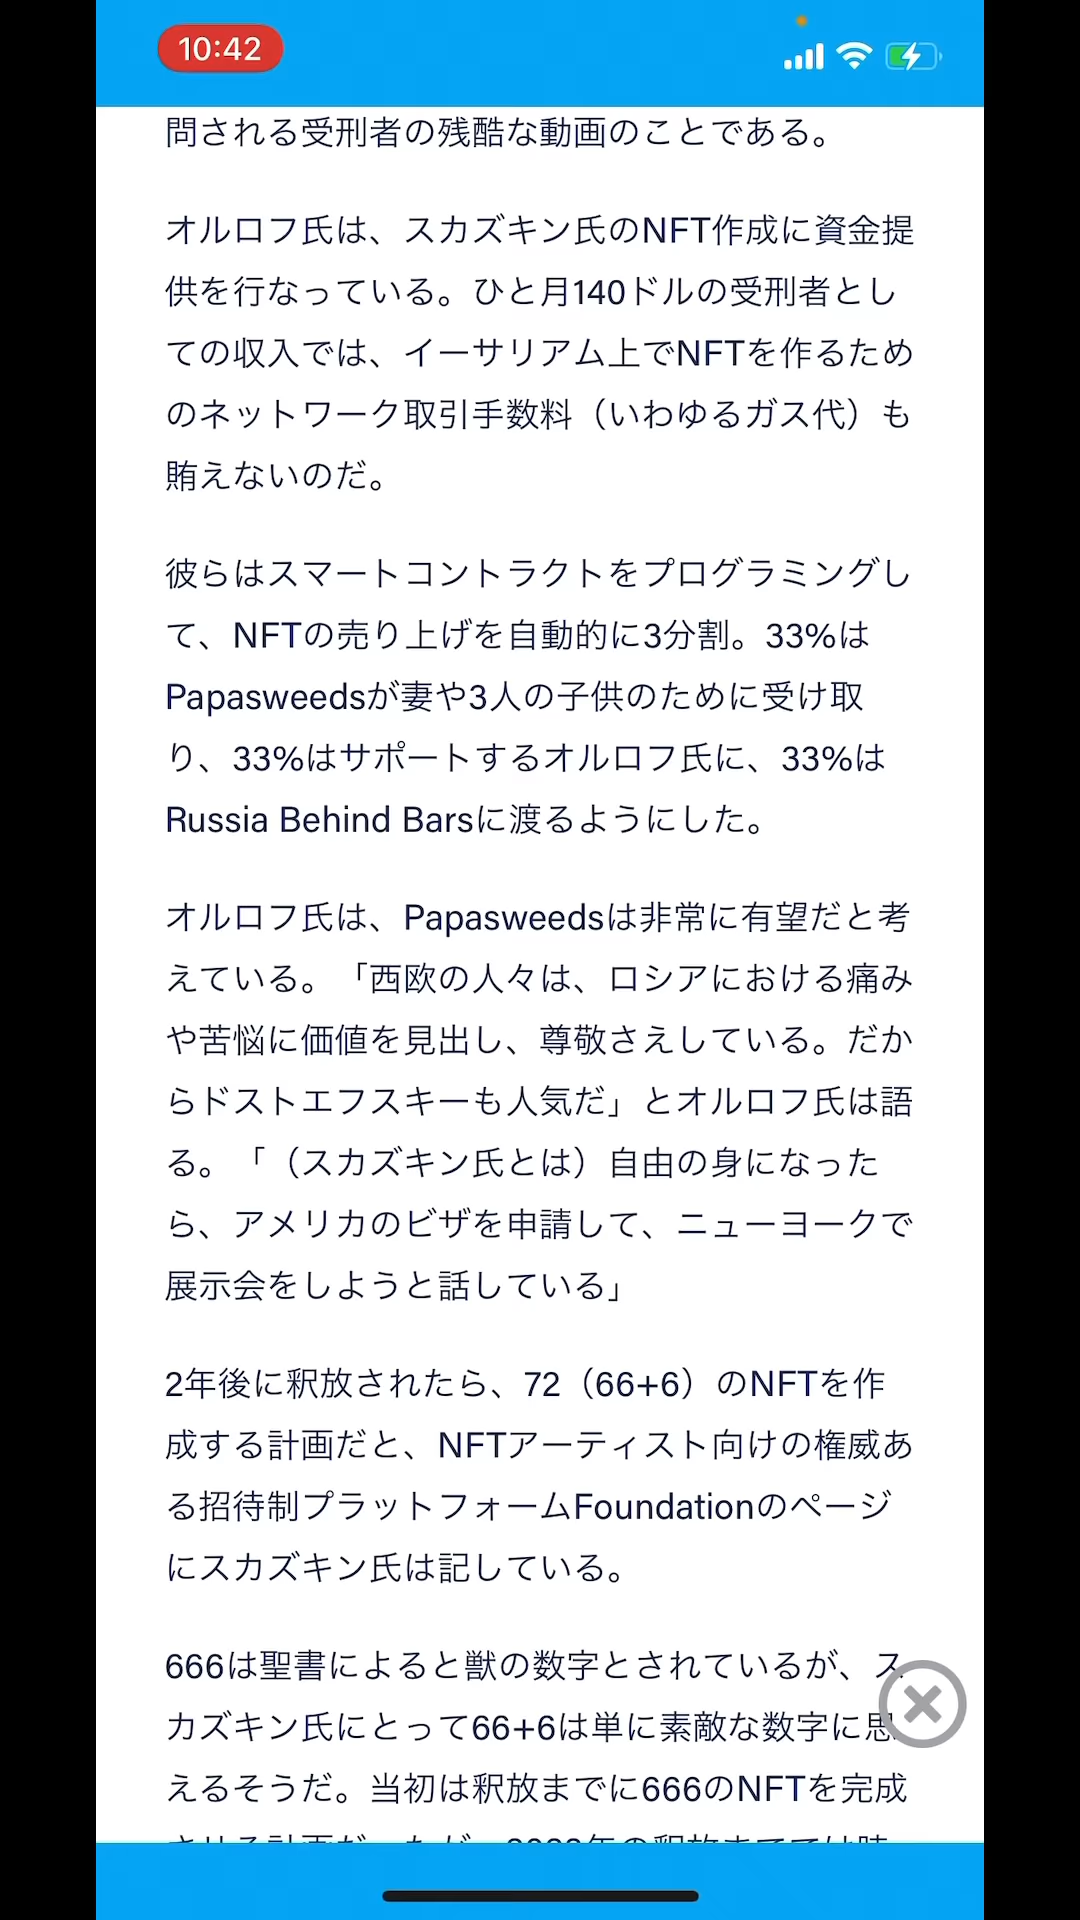 10:42
問される受刑者の残酷な動画のことである。
オルロフ氏は、スカズキン氏のNFT作成に資金提
供を行なっている。ひと月140ドルの受刑者とし
ての収入では、イーサリアム上でNFTを作るため
のネットワーク取引手数料（いわゆるガス代）も
賄えないのだ。
彼らはスマートコントラクトをプログラミングし
て、NFTの売り上げを自動的に3分割。33%は
Papasweedsが妻や3人の子供のために受け取
り、33%はサポートするオルロフ氏に、33%は
Russia Behind Barsに渡るようにした。
オルロフ氏は、Papasweedsは非常に有望だと考
えている。「西欧の人々は、ロシアにおける痛み
や苦悩に価値を見出し、尊敬さえしている。だか
らドストエフスキーも人気だ」とオルロフ氏は語
る。「（スカズキン氏とは）自由の身になった
ら、アメリカのビザを申請して、ニューヨークで
展示会をしようと話している」
2年後に釈放されたら、72（66+6）のNFTを作
成する計画だと、NFTアーティスト向けの権威あ
る招待制プラットフォームFoundationのページ
にスカズキン氏は記している。
666は聖書によると獣の数字とされているが、ス
カズキン氏にとって66+6は単に素敵な数字に思
えるそうだ。当初は釈放までに666のNFTを完成